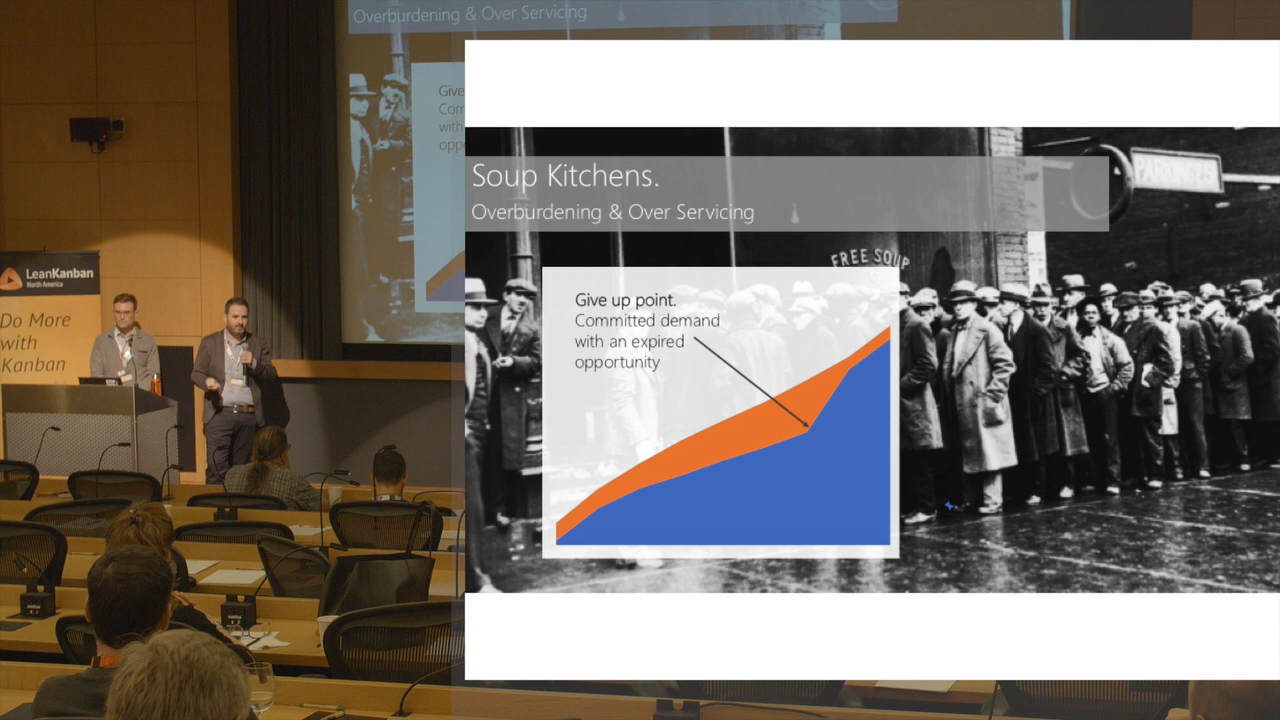 Overburdening & Over Servicing
Give
Com
with
oppo
LeanKanban
North America
Do More
with
Kanban
Soup Kitchens.
Overburdening & Over Servicing
FREE SOUP
Give up point.
Committed demand
with an expired
opportunity